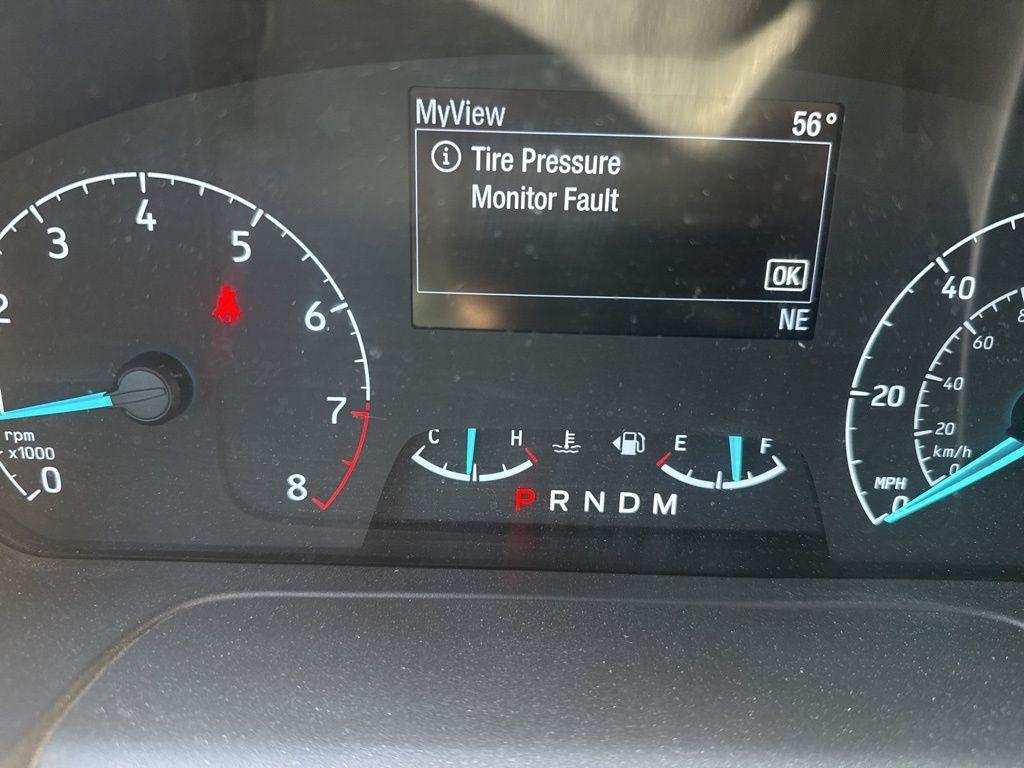 MyView 56°
i Tire Pressure
Monitor Fault
OK
NE
2 3 4 5 6 7 8
rpm
x1000
0
C H
E F
P R N D M
40
20
MPH
0
60
40
20
km/h
0